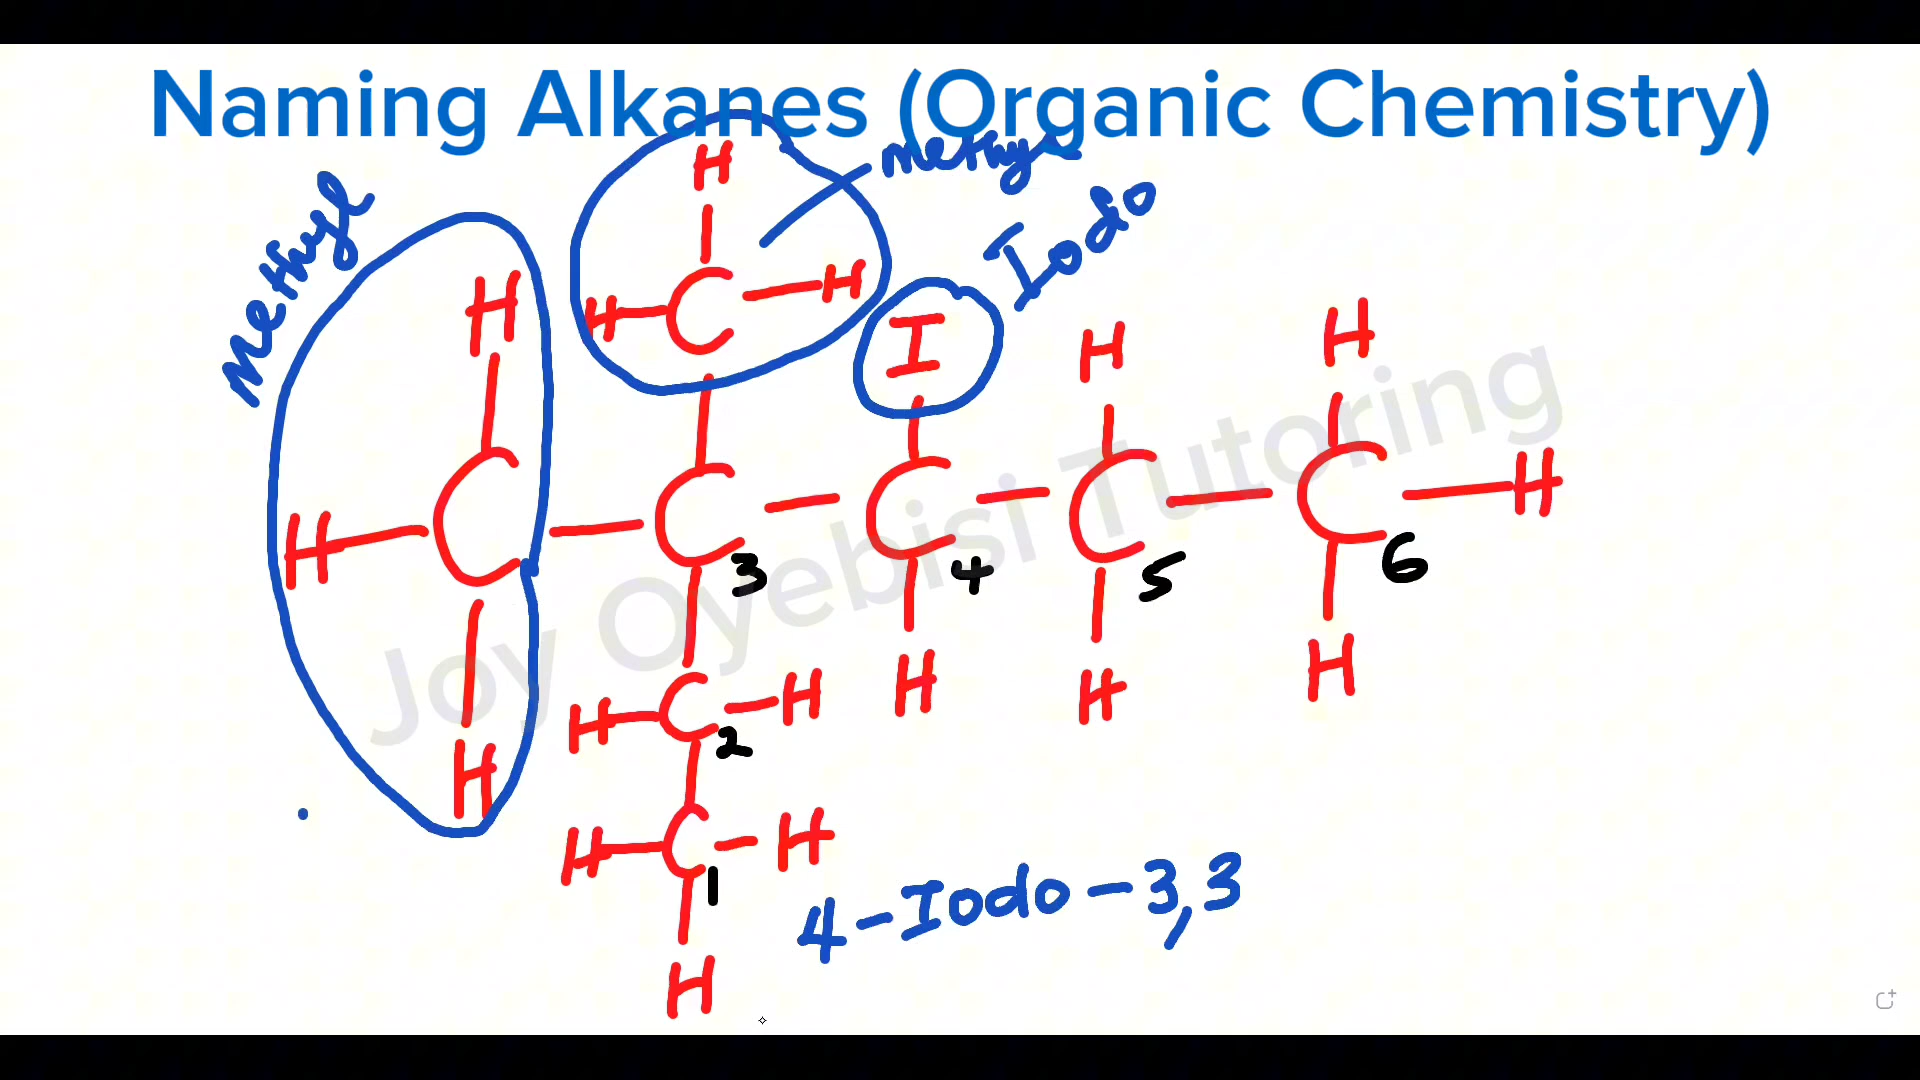 Naming Alkanes (Organic Chemistry)
methyl
Methyl
Iodo
H
H C H
H I H H
H C C C C C H
3 4 5 6
H H H H
H C H
2
H C H
1
H
4-Iodo-3,3
Joy Oyebisi Tutoring